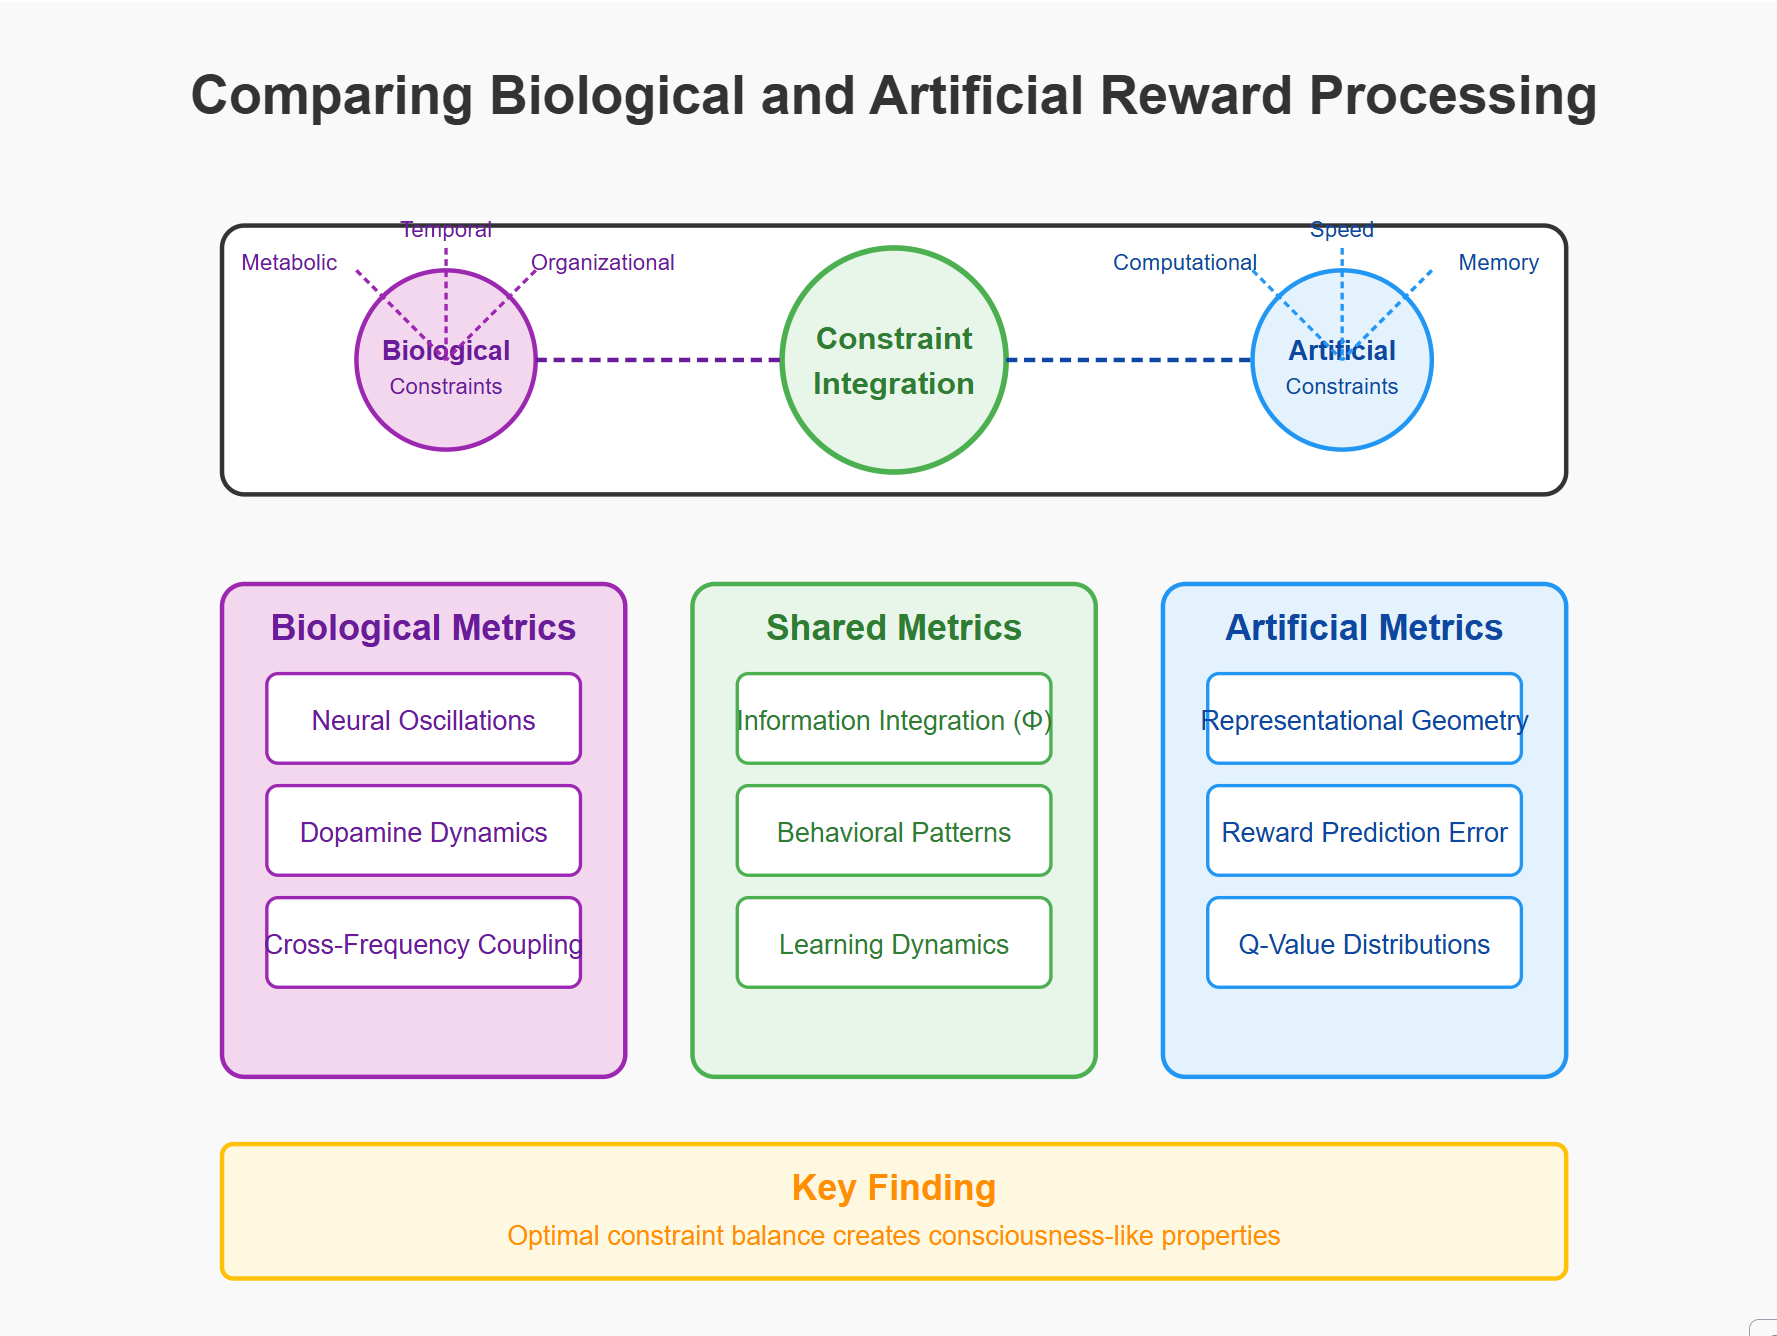 Comparing Biological and Artificial Reward Processing
Temporal
Metabolic
Organizational
Biological
Constraints
Constraint
Integration
Speed
Computational
Memory
Artificial
Constraints
Biological Metrics
Neural Oscillations
Dopamine Dynamics
Cross-Frequency Coupling
Shared Metrics
Information Integration (Φ)
Behavioral Patterns
Learning Dynamics
Artificial Metrics
Representational Geometry
Reward Prediction Error
Q-Value Distributions
Key Finding
Optimal constraint balance creates consciousness-like properties